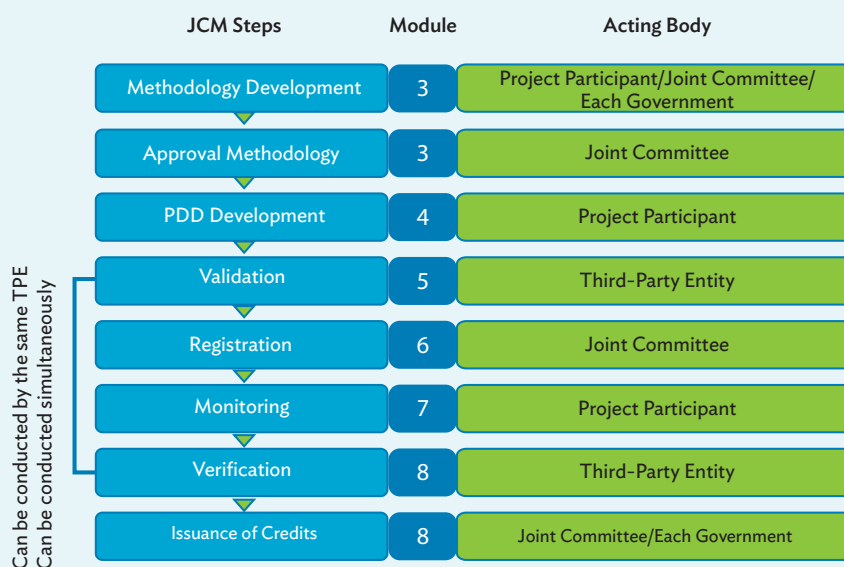 JCM Steps Module Acting Body
Methodology Development 3 Project Participant/Joint Committee/
Each Government
Approval Methodology 3 Joint Committee
PDD Development 4 Project Participant
Validation 5 Third-Party Entity
Registration 6 Joint Committee
Monitoring 7 Project Participant
Verification 8 Third-Party Entity
Issuance of Credits 8 Joint Committee/Each Government
Can be conducted by the same TPE
Can be conducted simultaneously